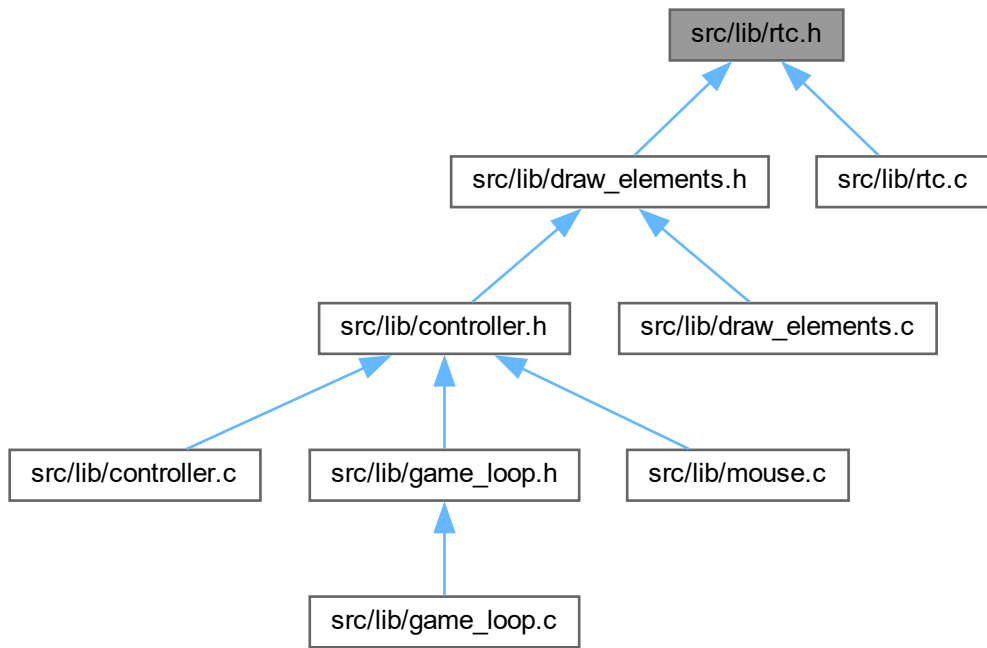 src/lib/rtc.h
src/lib/draw_elements.h
src/lib/rtc.c
src/lib/controller.h
src/lib/draw_elements.c
src/lib/controller.c
src/lib/game_loop.h
src/lib/mouse.c
src/lib/game_loop.c